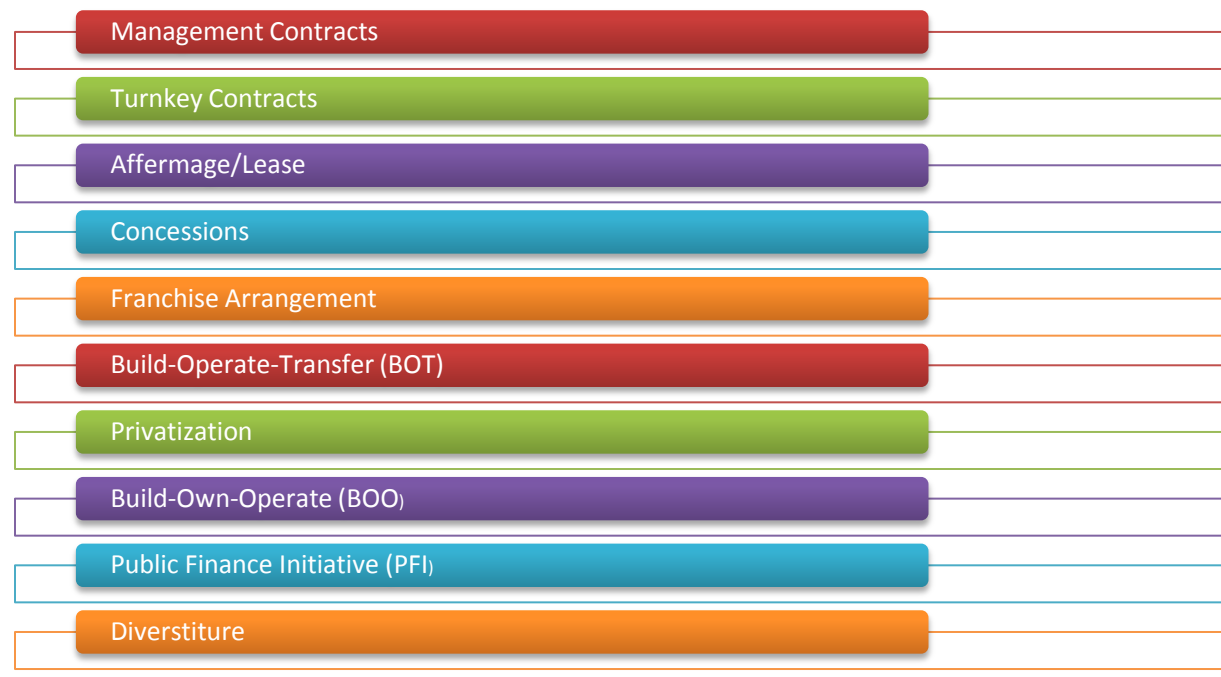 Management Contracts
Turnkey Contracts
Affermage/Lease
Concessions
Franchise Arrangement
Build-Operate-Transfer (BOT)
Privatization
Build-Own-Operate (BOO)
Public Finance Initiative (PFI)
Diverstiture